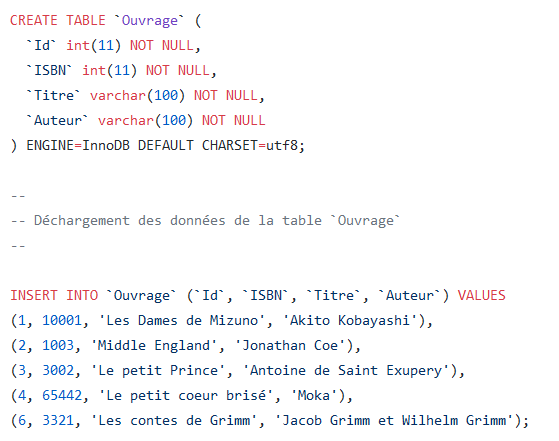 CREATE TABLE `Ouvrage` (
  `Id` int(11) NOT NULL,
  `ISBN` int(11) NOT NULL,
  `Titre` varchar(100) NOT NULL,
  `Auteur` varchar(100) NOT NULL
) ENGINE=InnoDB DEFAULT CHARSET=utf8;

--
-- Déchargement des données de la table `Ouvrage`
--

INSERT INTO `Ouvrage` (`Id`, `ISBN`, `Titre`, `Auteur`) VALUES
(1, 10001, 'Les Dames de Mizuno', 'Akito Kobayashi'),
(2, 1003, 'Middle England', 'Jonathan Coe'),
(3, 3002, 'Le petit Prince', 'Antoine de Saint Exupery'),
(4, 65442, 'Le petit coeur brisé', 'Moka'),
(6, 3321, 'Les contes de Grimm', 'Jacob Grimm et Wilhelm Grimm');